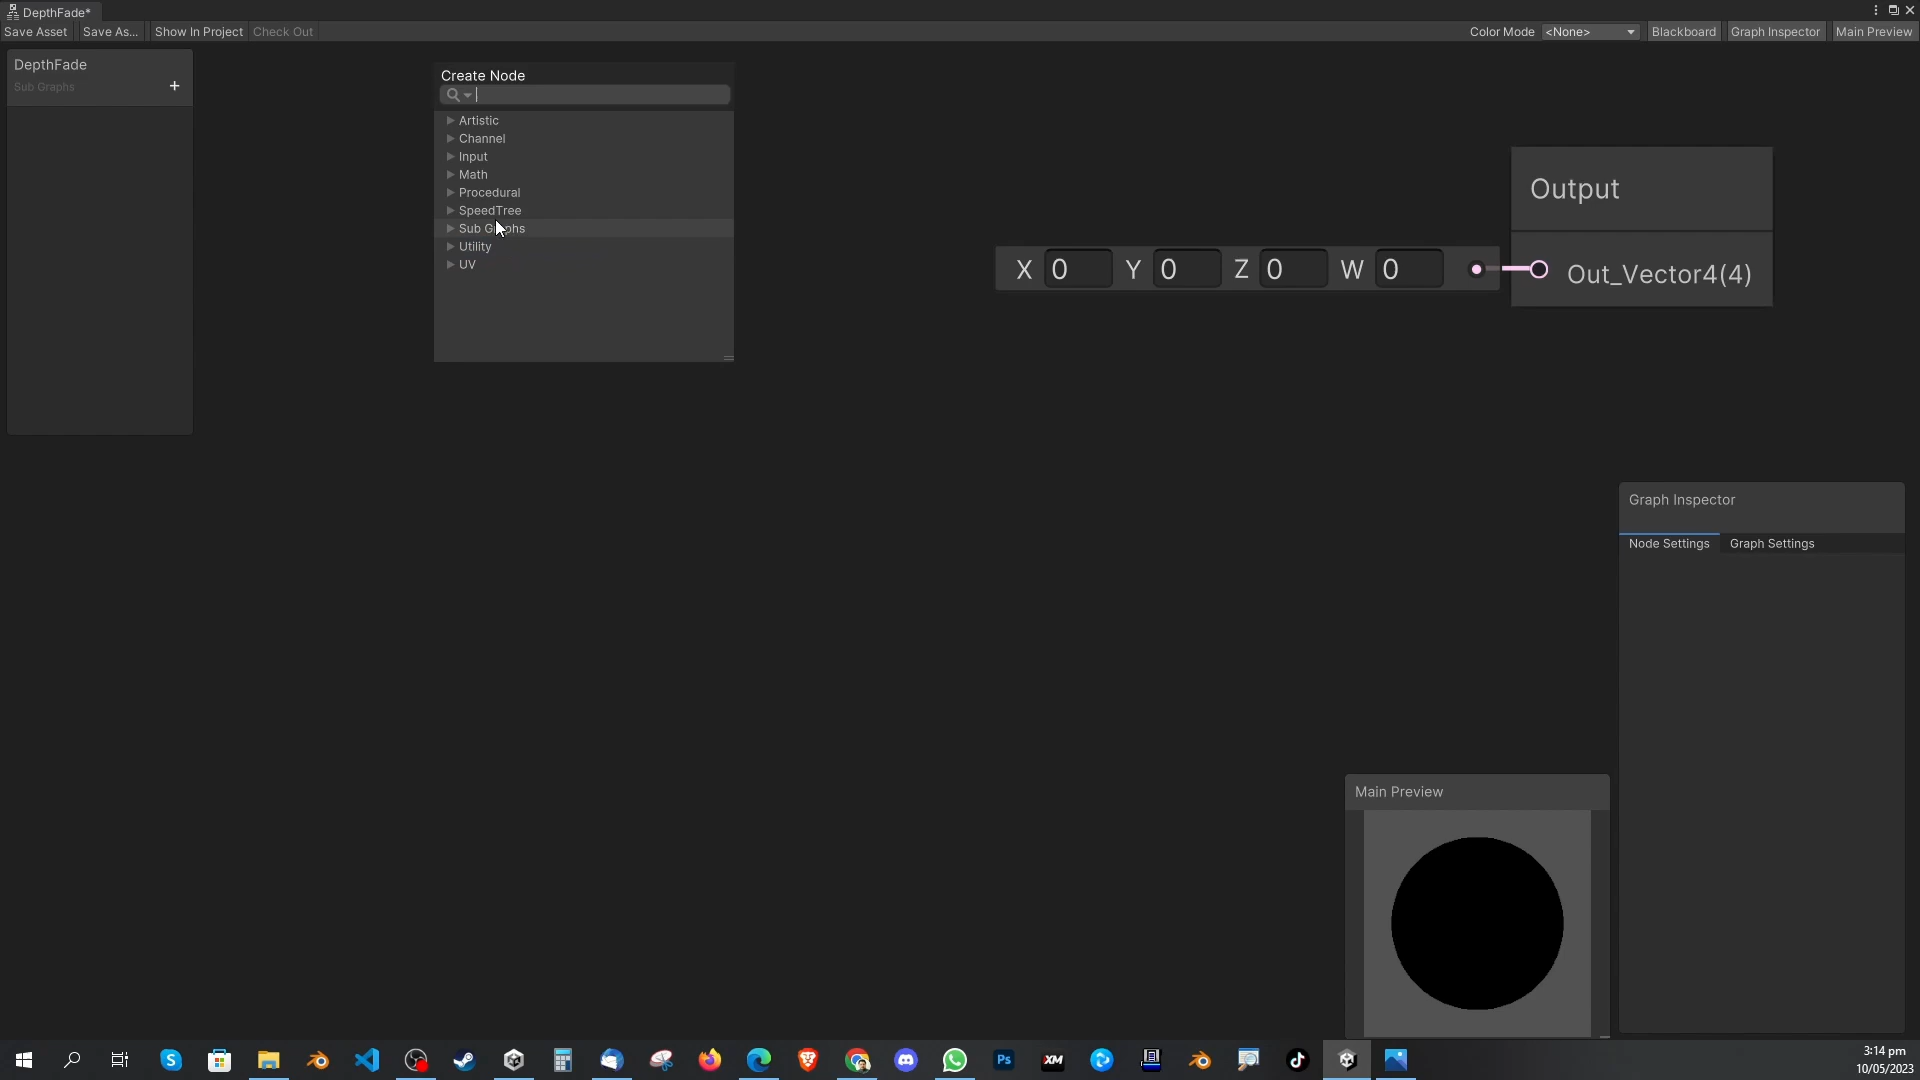 DepthFade*
Save Asset
Save As...
Show In Project
Check Out
Color Mode
<None>
Blackboard
Graph Inspector
Main Preview
DepthFade
Sub Graphs
+
Create Node
Artistic
Channel
Input
Math
Procedural
SpeedTree
Sub Graphs
Utility
UV
X 0 Y 0 Z 0 W 0
Output
Out_Vector4(4)
Graph Inspector
Node Settings
Graph Settings
Main Preview
S
Ps
XM
3:14 pm
10/05/2023